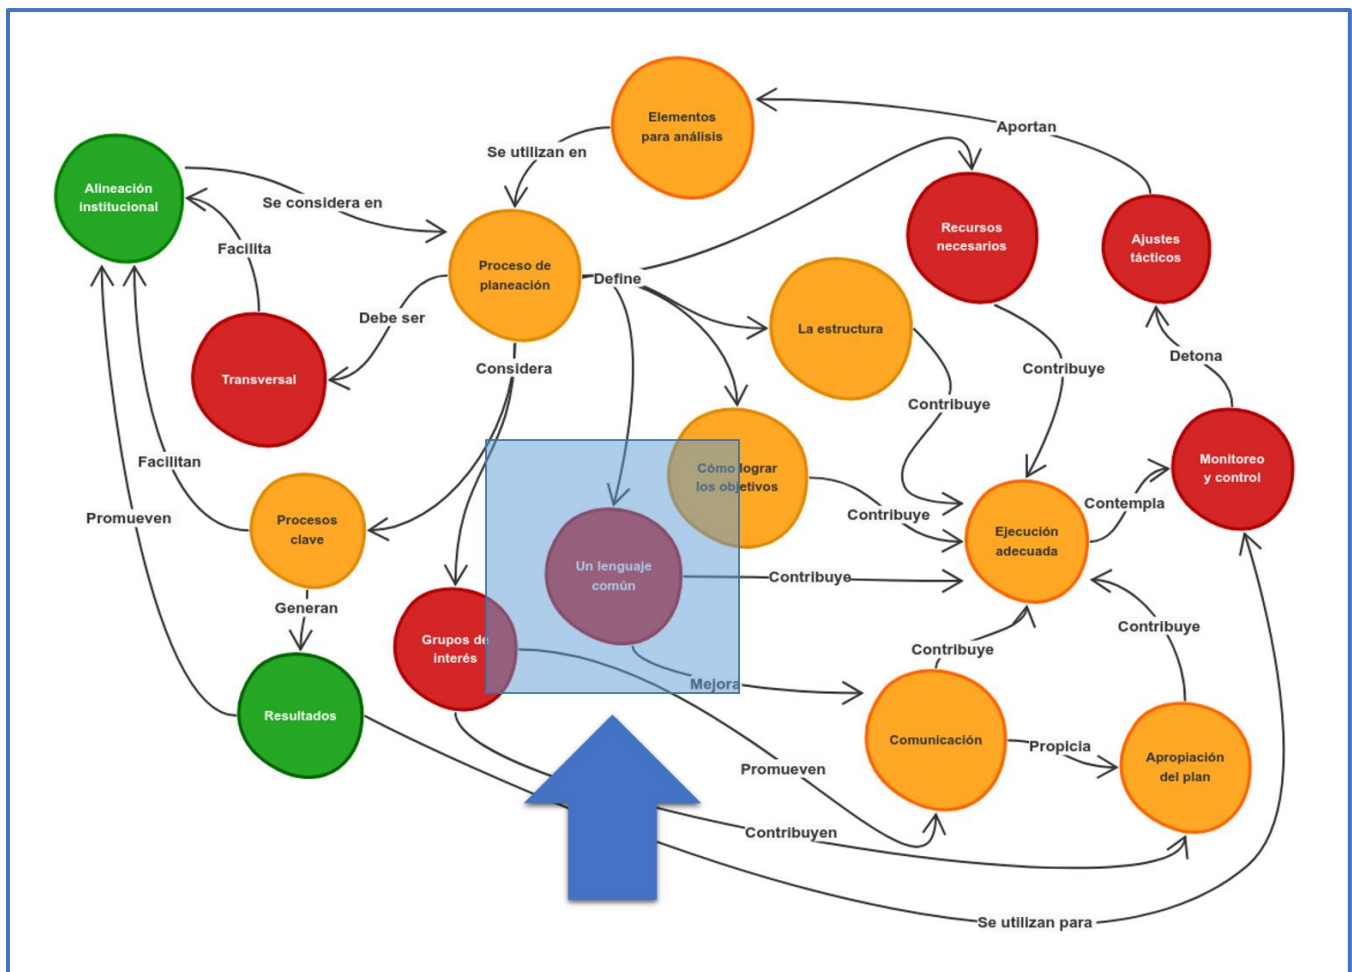 Elementos
para análisis
Aportan
Se utilizan en
Alineación
institucional
Se considera en
Facilita
Recursos
necesarios
Ajustes
tácticos
Proceso de
planeación
Define
Debe ser
La estructura
Transversal
Considera
Contribuye
Detona
Contribuye
Facilitan
Cómo lograr
los objetivos
Monitoreo
y control
Contempla
Promueven
Procesos
clave
Contribuye
Ejecución
adecuada
Un lenguaje
común
Contribuye
Generan
Contribuye
Grupos de
interés
Contribuye
Mejora
Resultados
Comunicación
Propicia
Apropiación
del plan
Promueven
Contribuyen
Se utilizan para